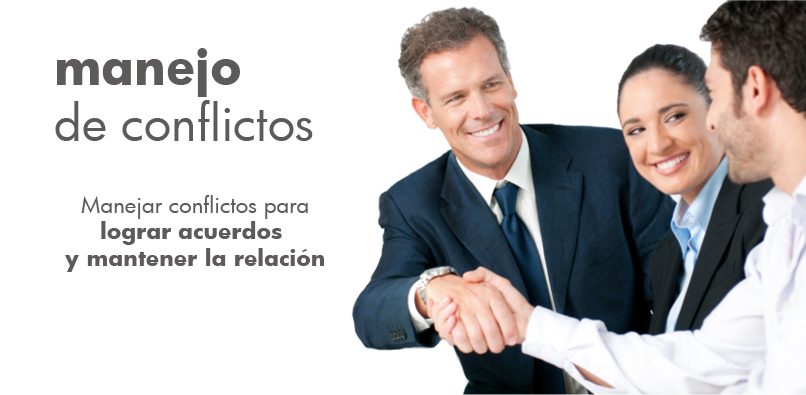 manejo
de conflictos
Manejar conflictos para
lograr acuerdos
y mantener la relación